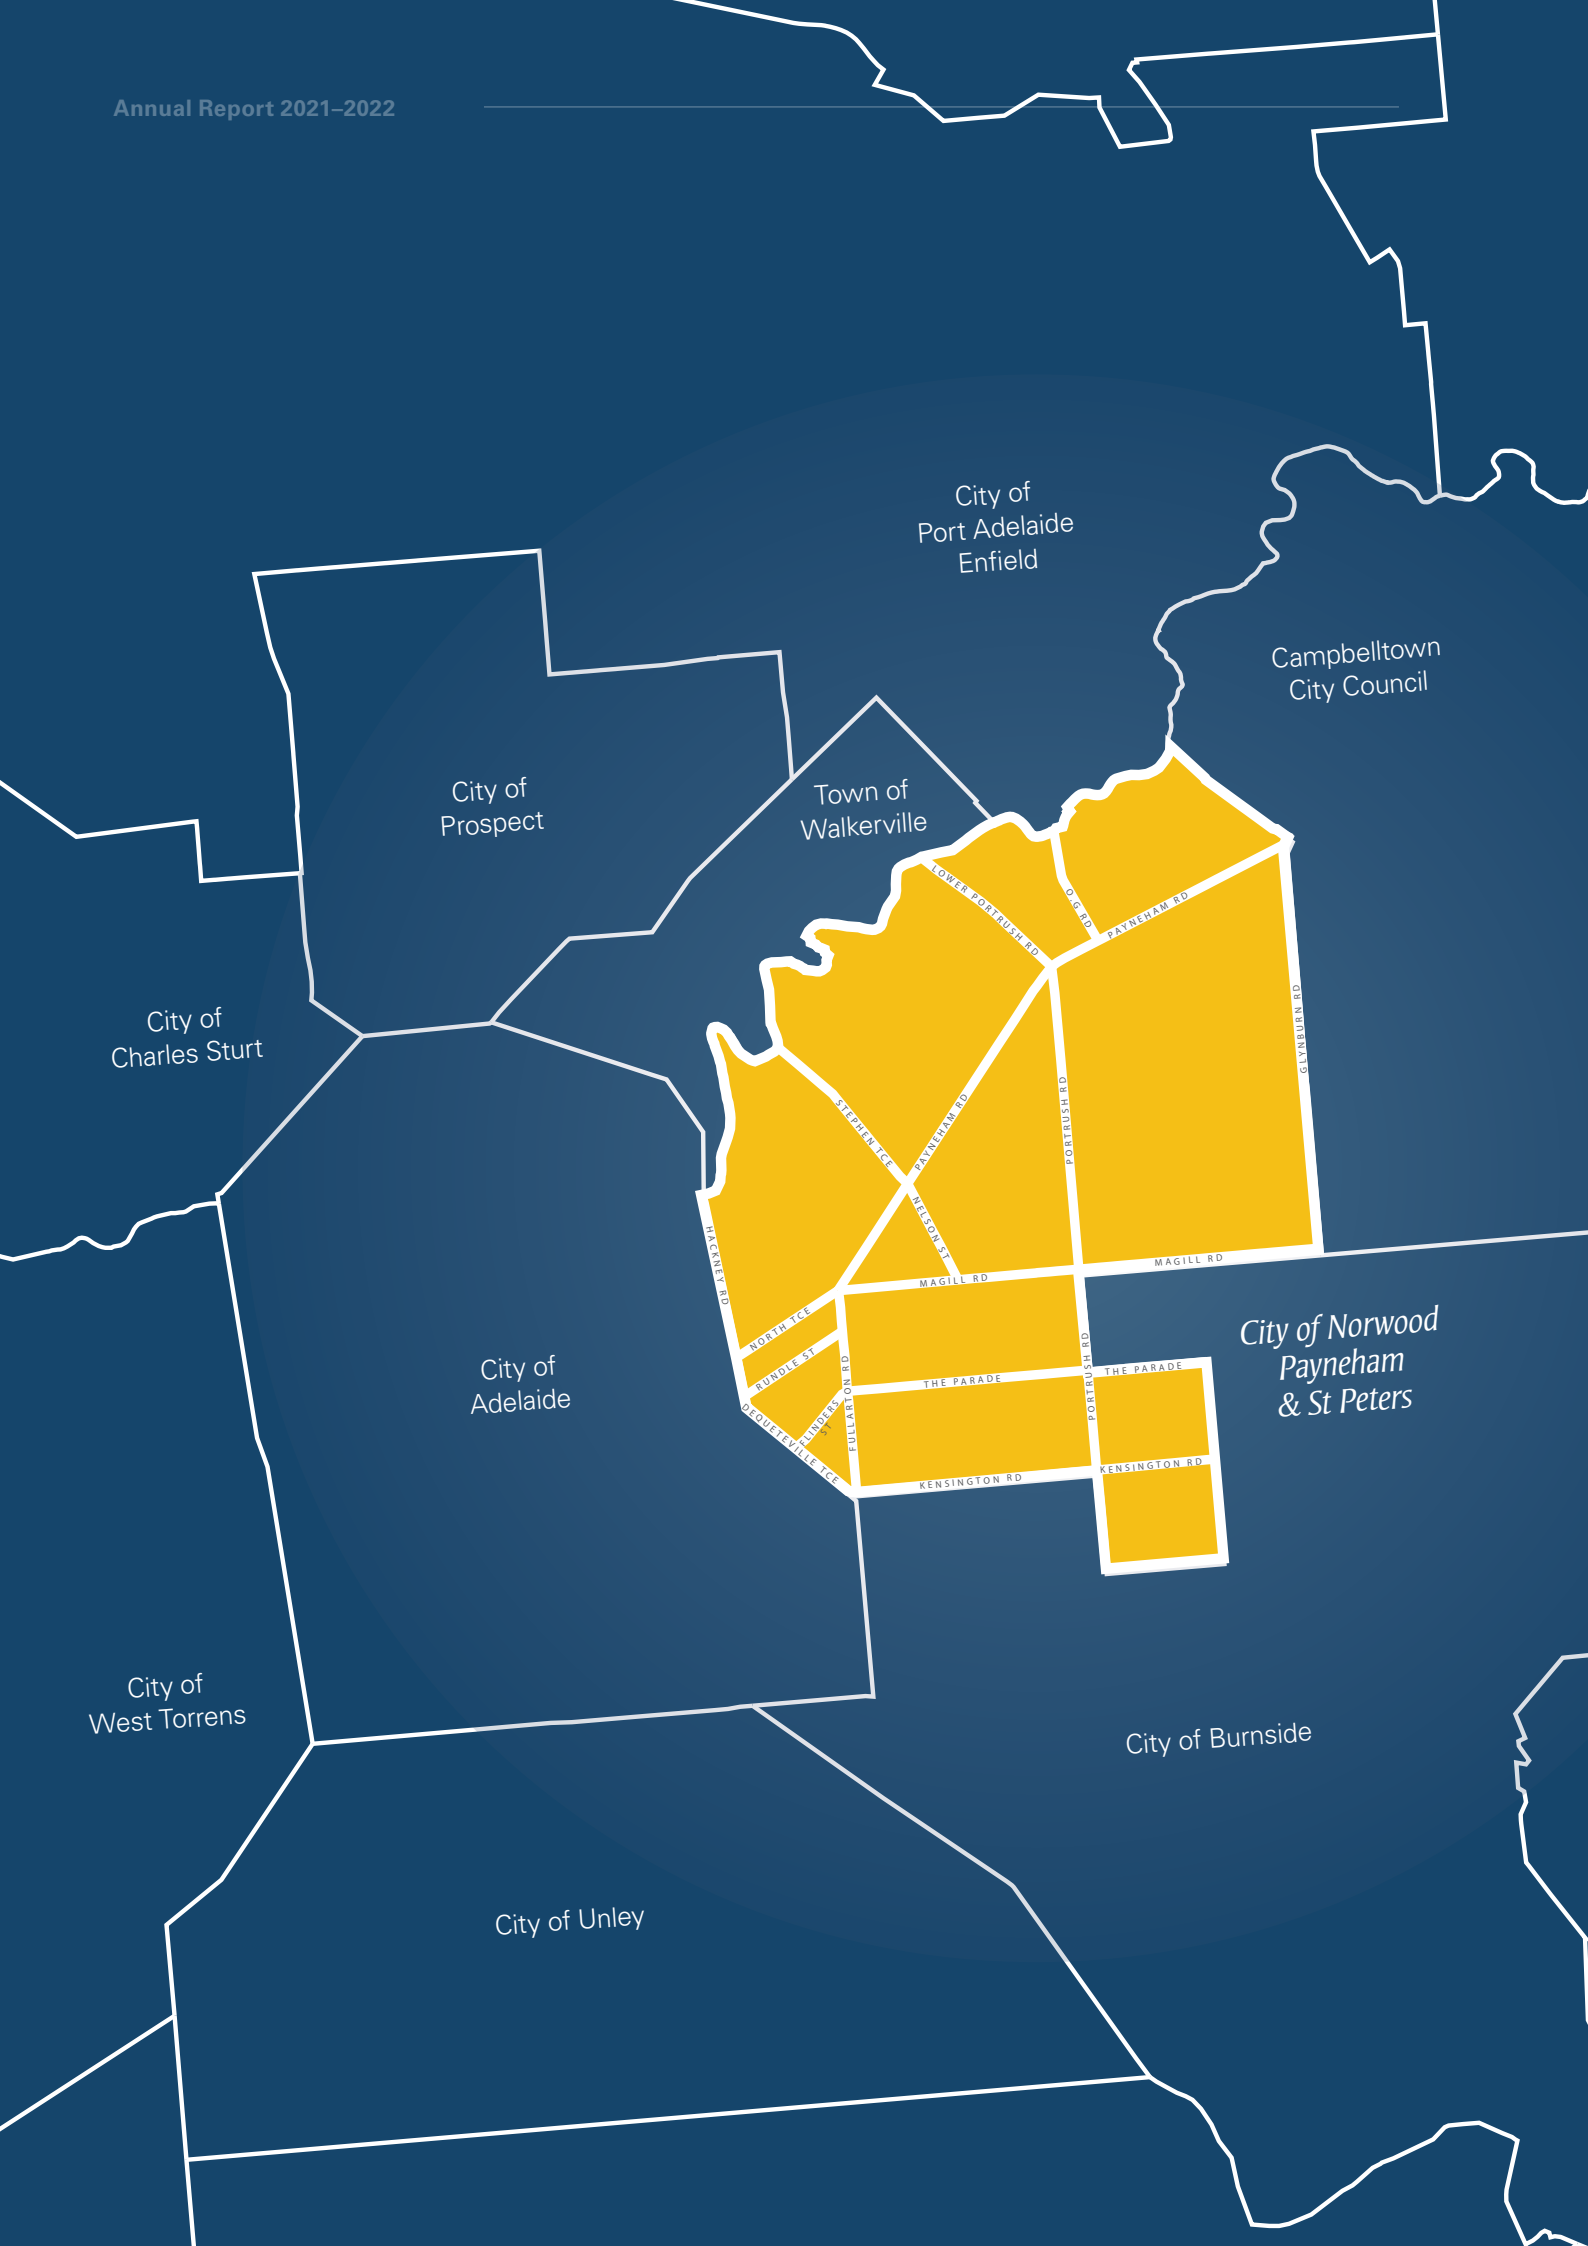 Annual Report 2021–2022
City of
Port Adelaide
Enfield
Campbelltown
City Council
City of
Prospect
Town of
Walkerville
LOWER PORTRUSH RD
O.G RD
PAYNEHAM RD
City of
Charles Sturt
GLYNBURN RD
STEPHEN TCE
PAYNEHAM RD
PORTRUSH RD
NELSON ST
HACKNEY RD
MAGILL RD
MAGILL RD
NORTH TCE
RUNDLE ST
City of Norwood
Payneham
& St Peters
City of
Adelaide
FULLARTON RD
THE PARADE
PORTRUSH RD
THE PARADE
FLINDERS
ST
DEQUETEVILLE TCE
KENSINGTON RD
KENSINGTON RD
City of
West Torrens
City of Burnside
City of Unley